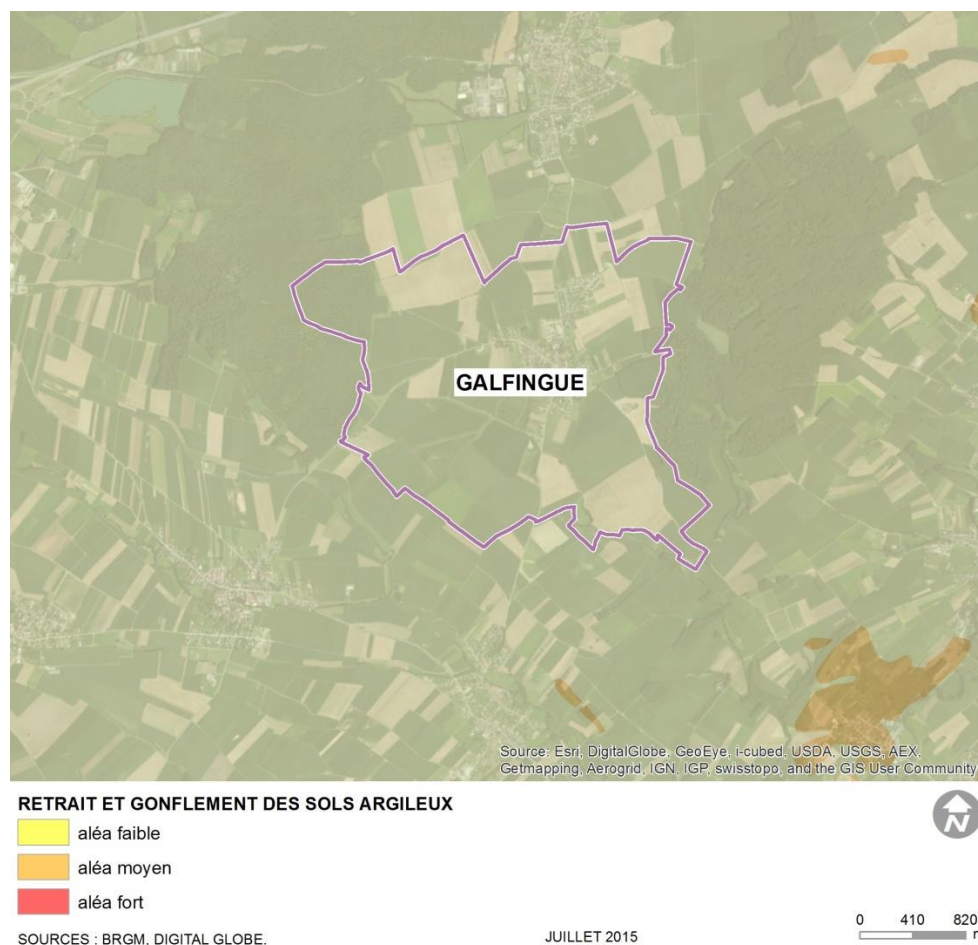 GALFINGUE
Source: Esri, DigitalGlobe, GeoEye, i-cubed, USDA, USGS, AEX,
Getmapping, Aerogrid, IGN, IGP, swisstopo, and the GIS User Community
RETRAIT ET GONFLEMENT DES SOLS ARGILEUX
N
aléa faible
aléa moyen
aléa fort
0 410 820
SOURCES : BRGM, DIGITAL GLOBE.
JUILLET 2015